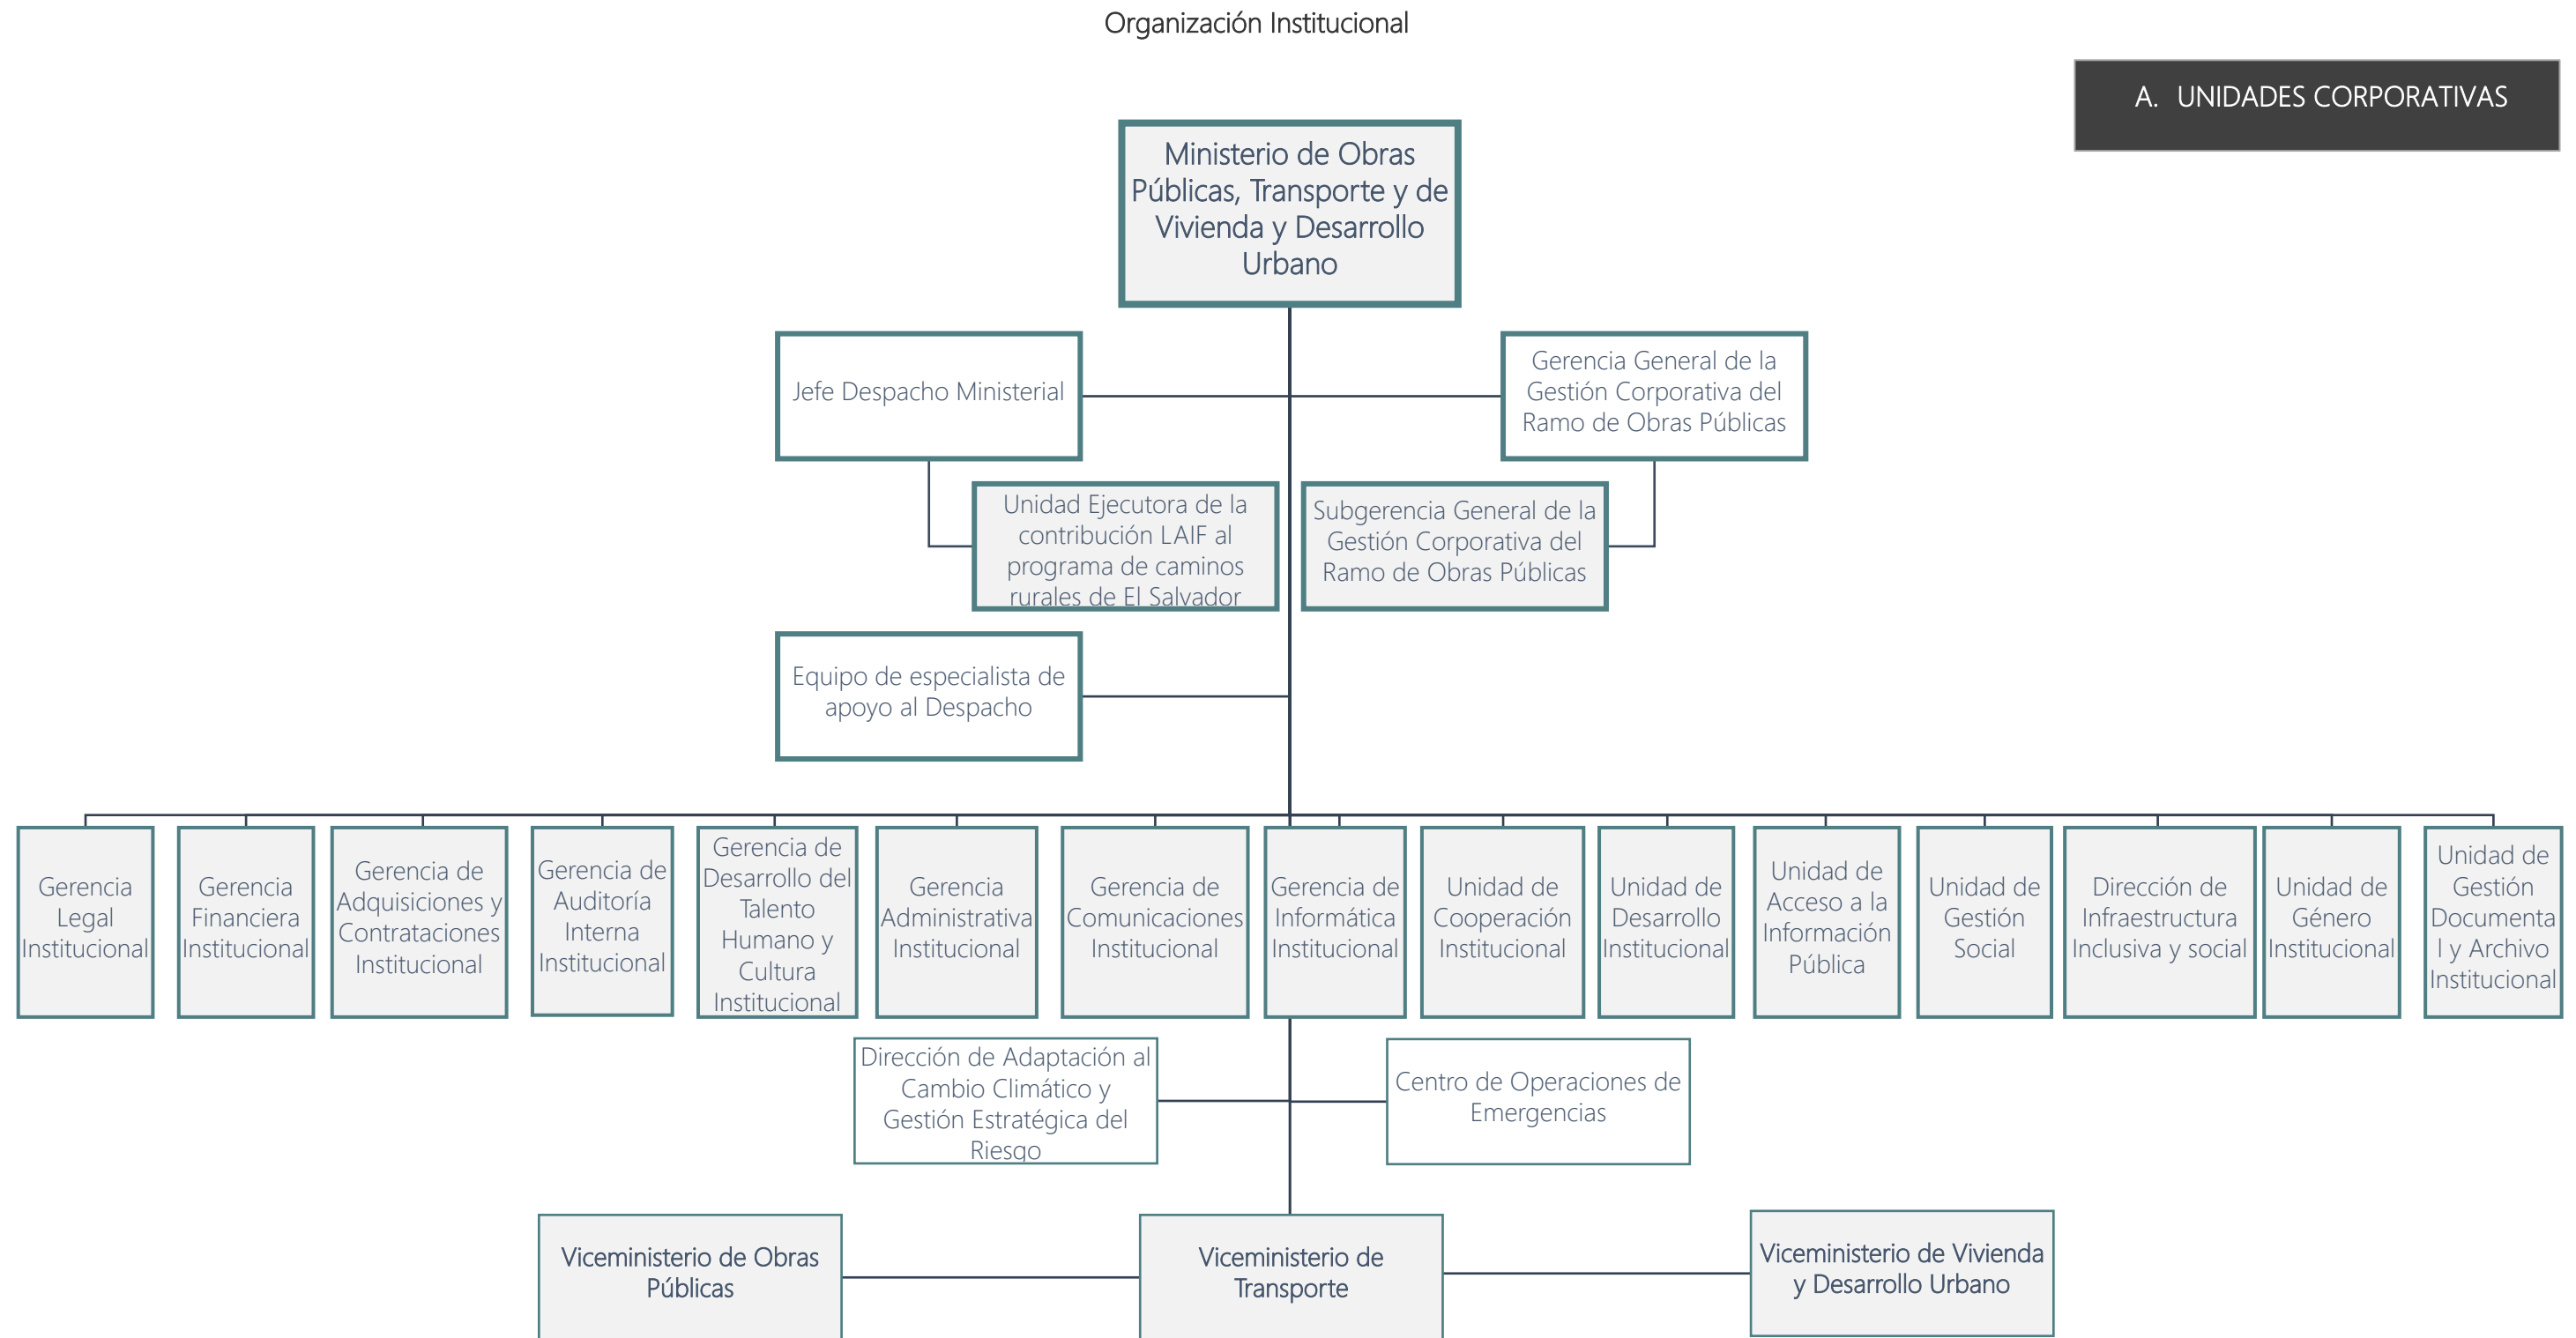 Organización Institucional
A. UNIDADES CORPORATIVAS
Ministerio de Obras
Públicas, Transporte y de
Vivienda y Desarrollo
Urbano
Jefe Despacho Ministerial
Gerencia General de la
Gestión Corporativa del
Ramo de Obras Públicas
Unidad Ejecutora de la
contribución LAIF al
programa de caminos
rurales de El Salvador
Subgerencia General de la
Gestión Corporativa del
Ramo de Obras Públicas
Equipo de especialista de
apoyo al Despacho
Gerencia
Legal
Institucional
Gerencia
Financiera
Institucional
Gerencia de
Adquisiciones y
Contrataciones
Institucional
Gerencia de
Auditoría
Interna
Institucional
Gerencia de
Desarrollo del
Talento
Humano y
Cultura
Institucional
Gerencia
Administrativa
Institucional
Gerencia de
Comunicaciones
Institucional
Gerencia de
Informática
Institucional
Unidad de
Cooperación
Institucional
Unidad de
Desarrollo
Institucional
Unidad de
Acceso a la
Información
Pública
Unidad de
Gestión
Social
Dirección de
Infraestructura
Inclusiva y social
Unidad de
Género
Institucional
Unidad de
Gestión
Documenta
l y Archivo
Institucional
Dirección de Adaptación al
Cambio Climático y
Gestión Estratégica del
Riesgo
Centro de Operaciones de
Emergencias
Viceministerio de Obras
Públicas
Viceministerio de
Transporte
Viceministerio de Vivienda
y Desarrollo Urbano